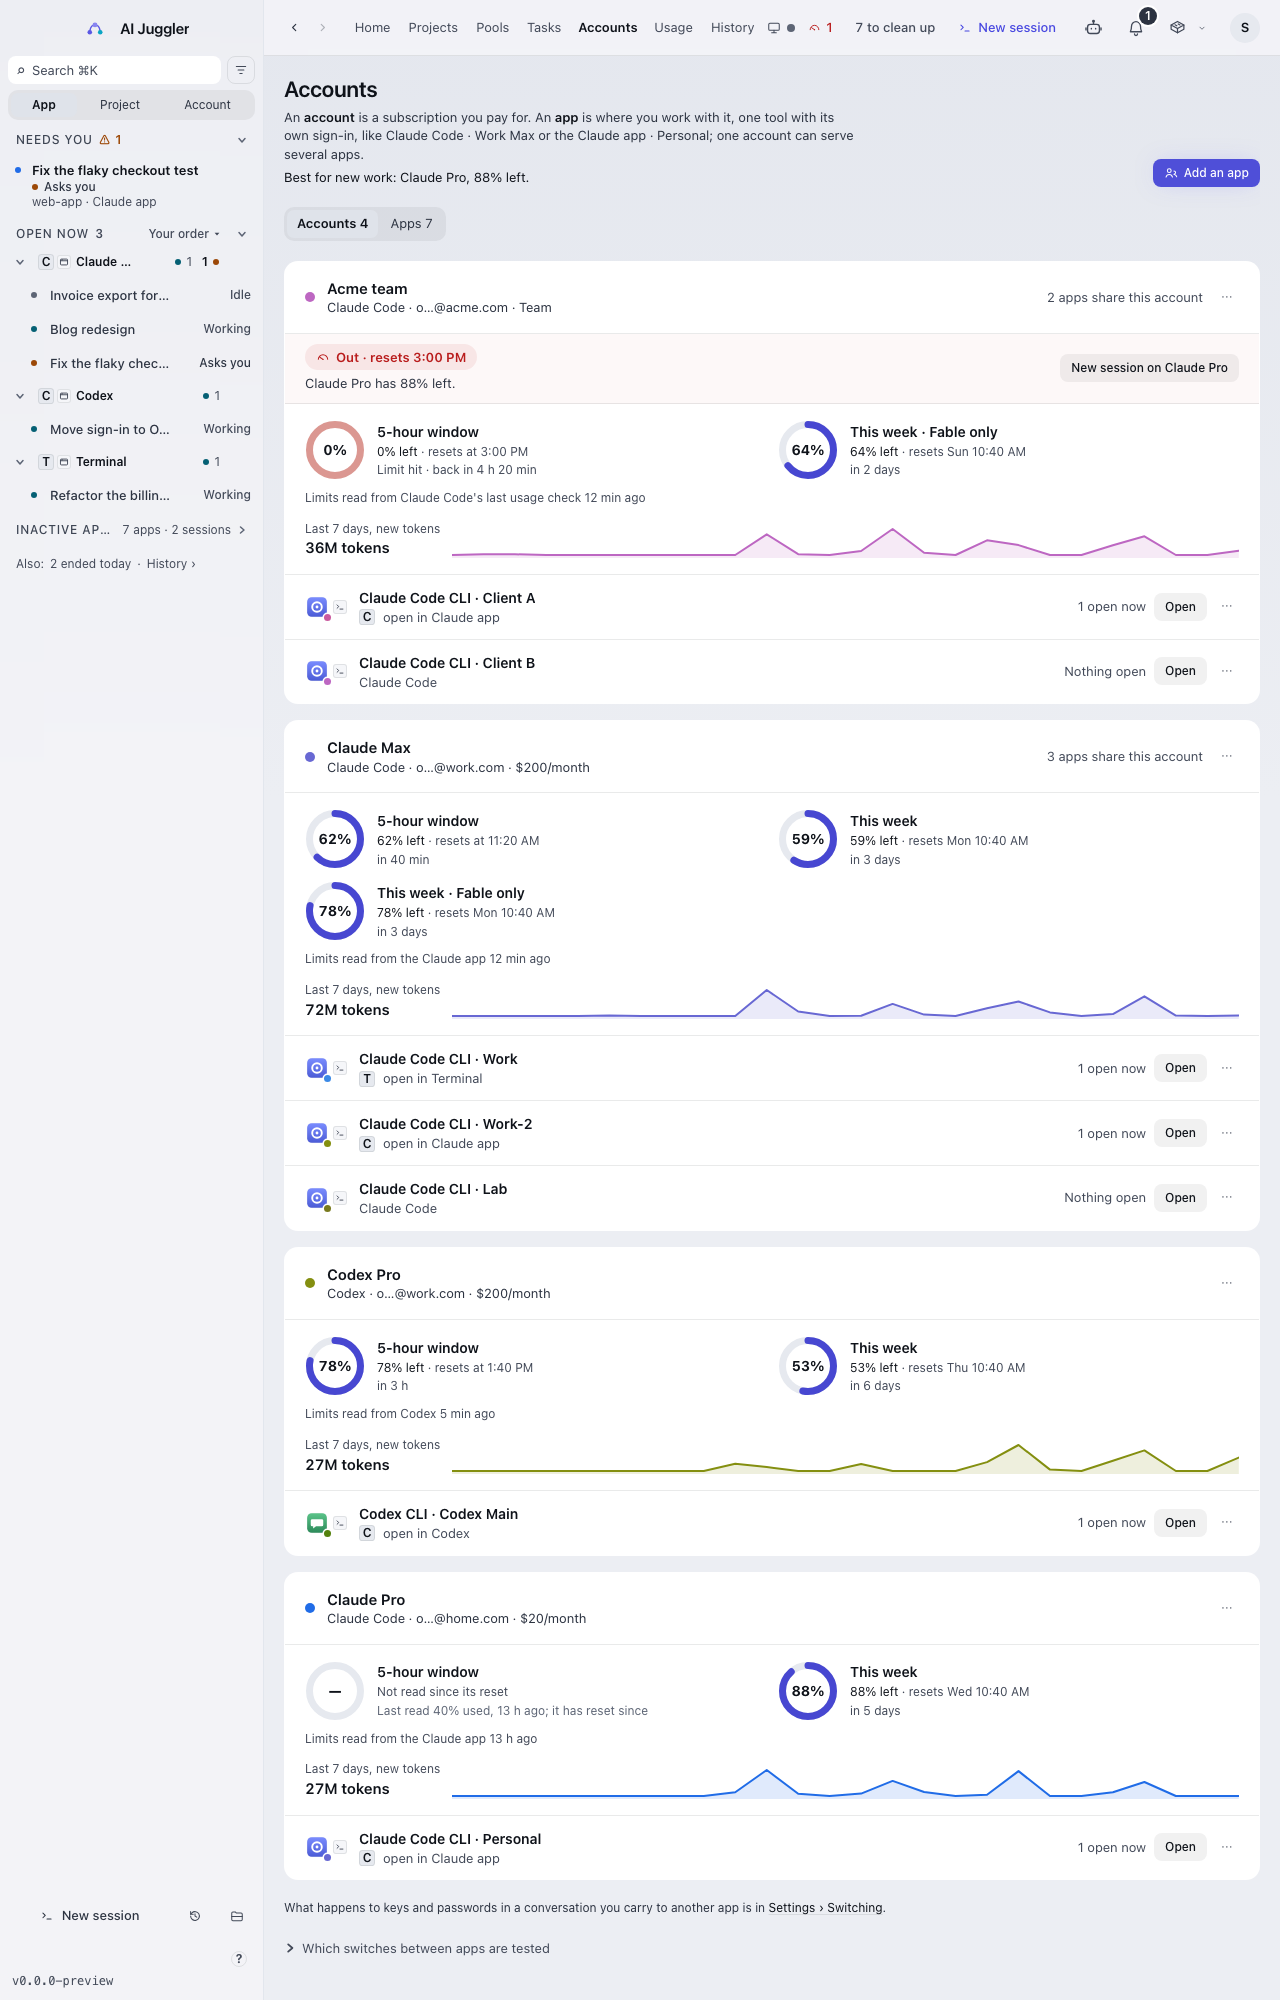 AI Juggler
Search ⌘K
App Project Account
NEEDS YOU 1
Fix the flaky checkout test
Asks you
web-app · Claude app
OPEN NOW 3 Your order
C Claude ... 1 1
Invoice export for... Idle
Blog redesign Working
Fix the flaky chec... Asks you
C Codex 1
Move sign-in to O... Working
T Terminal 1
Refactor the billin... Working
INACTIVE AP... 7 apps · 2 sessions
Also: 2 ended today · History ›
New session
?
v0.0.0-preview
Home Projects Pools Tasks Accounts Usage History 1 7 to clean up New session 1 S
Accounts
An account is a subscription you pay for. An app is where you work with it, one tool with its
own sign-in, like Claude Code · Work Max or the Claude app · Personal; one account can serve
several apps.
Best for new work: Claude Pro, 88% left.
Add an app
Accounts 4 Apps 7
Acme team
Claude Code · o...@acme.com · Team
2 apps share this account
Out · resets 3:00 PM
Claude Pro has 88% left.
New session on Claude Pro
0%
5-hour window
0% left · resets at 3:00 PM
Limit hit · back in 4 h 20 min
64%
This week · Fable only
64% left · resets Sun 10:40 AM
in 2 days
Limits read from Claude Code's last usage check 12 min ago
Last 7 days, new tokens
36M tokens
Claude Code CLI · Client A
C open in Claude app
1 open now Open
Claude Code CLI · Client B
Claude Code
Nothing open Open
Claude Max
Claude Code · o...@work.com · $200/month
3 apps share this account
62%
5-hour window
62% left · resets at 11:20 AM
in 40 min
59%
This week
59% left · resets Mon 10:40 AM
in 3 days
78%
This week · Fable only
78% left · resets Mon 10:40 AM
in 3 days
Limits read from the Claude app 12 min ago
Last 7 days, new tokens
72M tokens
Claude Code CLI · Work
T open in Terminal
1 open now Open
Claude Code CLI · Work-2
C open in Claude app
1 open now Open
Claude Code CLI · Lab
Claude Code
Nothing open Open
Codex Pro
Codex · o...@work.com · $200/month
78%
5-hour window
78% left · resets at 1:40 PM
in 3 h
53%
This week
53% left · resets Thu 10:40 AM
in 6 days
Limits read from Codex 5 min ago
Last 7 days, new tokens
27M tokens
Codex CLI · Codex Main
C open in Codex
1 open now Open
Claude Pro
Claude Code · o...@home.com · $20/month
–
5-hour window
Not read since its reset
Last read 40% used, 13 h ago; it has reset since
88%
This week
88% left · resets Wed 10:40 AM
in 5 days
Limits read from the Claude app 13 h ago
Last 7 days, new tokens
27M tokens
Claude Code CLI · Personal
C open in Claude app
1 open now Open
What happens to keys and passwords in a conversation you carry to another app is in Settings › Switching.
Which switches between apps are tested